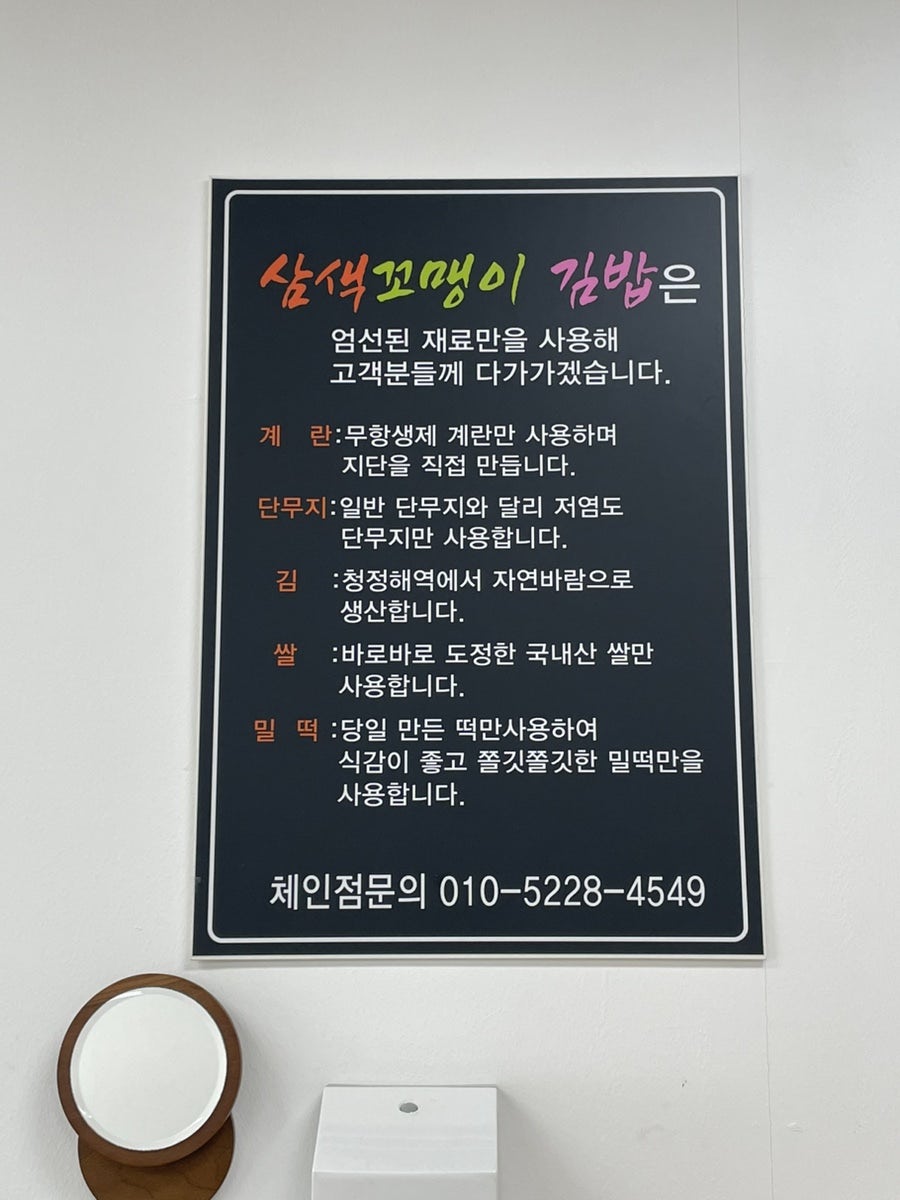 삼색꼬맹이 김밥은
엄선된 재료만을 사용해
고객분들께 다가가겠습니다.
계 란:무항생제 계란만 사용하며
지단을 직접 만듭니다.
단무지:일반 단무지와 달리 저염도
단무지만 사용합니다.
김 :청정해역에서 자연바람으로
생산합니다.
쌀 :바로바로 도정한 국내산 쌀만
사용합니다.
밀 떡 :당일 만든 떡만사용하여
식감이 좋고 쫄깃쫄깃한 밀떡만을
사용합니다.
체인점문의 010-5228-4549